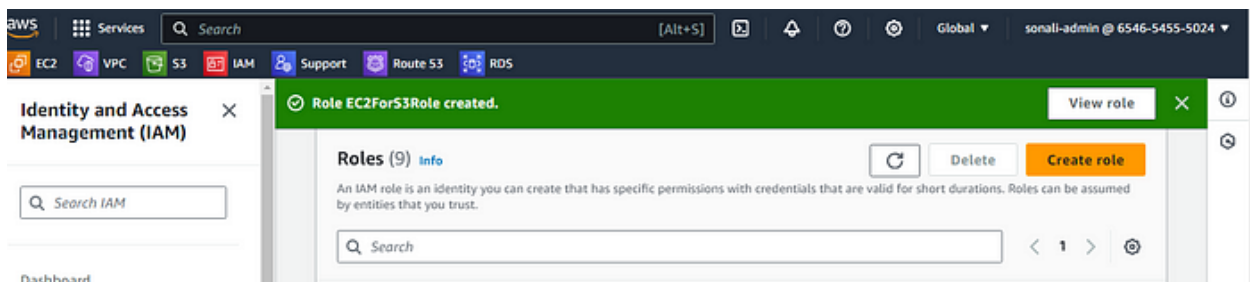 aws Services Search [Alt+S] Global sonali-admin @ 6546-5455-5024
EC2 VPC S3 IAM Support Route 53 RDS
Identity and Access
Management (IAM)
Search IAM
Dashboard
Role EC2ForS3Role created. View role
Roles (9) Info Delete Create role
An IAM role is an identity you can create that has specific permissions with credentials that are valid for short durations. Roles can be assumed
by entities that you trust.
Search 1